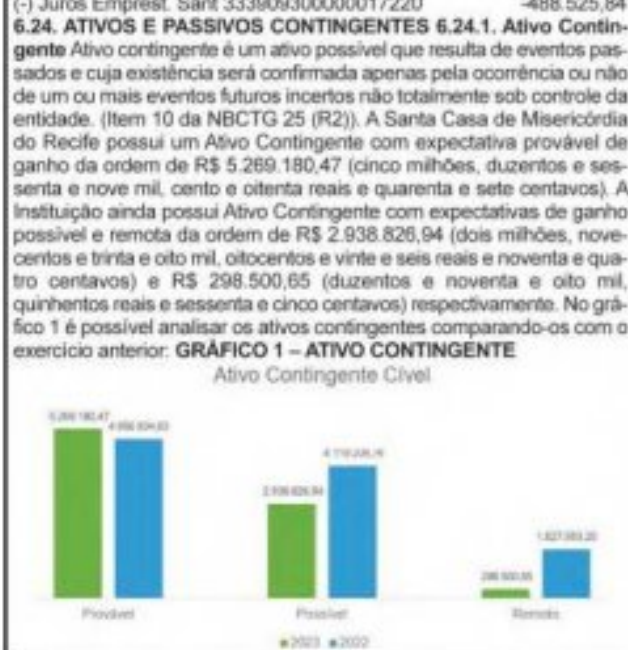 (-) Juros Emprest. Sant 333909300000017220 -488.525,84
6.24. ATIVOS E PASSIVOS CONTINGENTES 6.24.1. Ativo Contin-
gente Ativo contingente é um ativo possível que resulta de eventos pas-
sados e cuja existência será confirmada apenas pela ocorrência ou não
de um ou mais eventos futuros incertos não totalmente sob controle da
entidade. (Item 10 da NBCTG 25 (R2)). A Santa Casa de Misericórdia
do Recife possui um Ativo Contingente com expectativa provável de
ganho da ordem de R$ 5.269.180,47 (cinco milhões, duzentos e ses-
senta e nove mil, cento e oitenta reais e quarenta e sete centavos). A
Instituição ainda possui Ativo Contingente com expectativas de ganho
possível e remota da ordem de R$ 2.938.826,94 (dois milhões, nove-
centos e trinta e oito mil, oitocentos e vinte e seis reais e noventa e qua-
tro centavos) e R$ 298.500,65 (duzentos e noventa e oito mil,
quinhentos reais e sessenta e cinco centavos) respectivamente. No grá-
fico 1 é possível analisar os ativos contingentes comparando-os com o
exercício anterior: GRÁFICO 1 – ATIVO CONTINGENTE
Ativo Contingente Cível
5.269.180,47
2.938.826,94
298.500,65
Provável Possível Remota
2023 2022